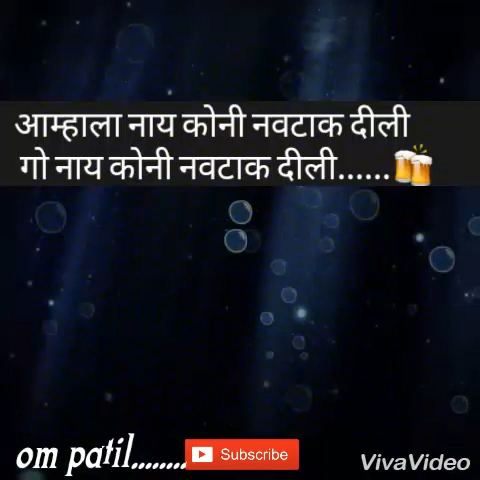 आम्हाला नाय कोनी नवटाक दीली
गो नाय कोनी नवटाक दीली......🍻
om patil........ Subscribe
VivaVideo